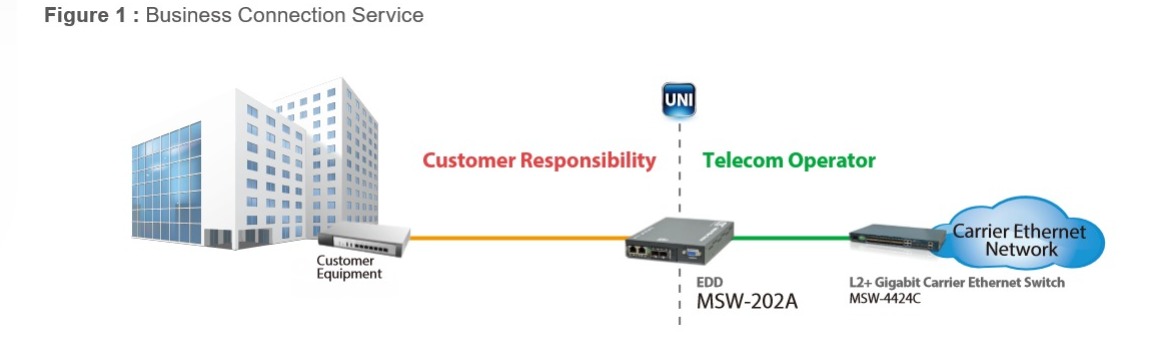 Figure 1 : Business Connection Service
UNI
Customer Responsibility
Telecom Operator
Carrier Ethernet
Network
Customer
Equipment
EDD
MSW-202A
L2+ Gigabit Carrier Ethernet Switch
MSW-4424C